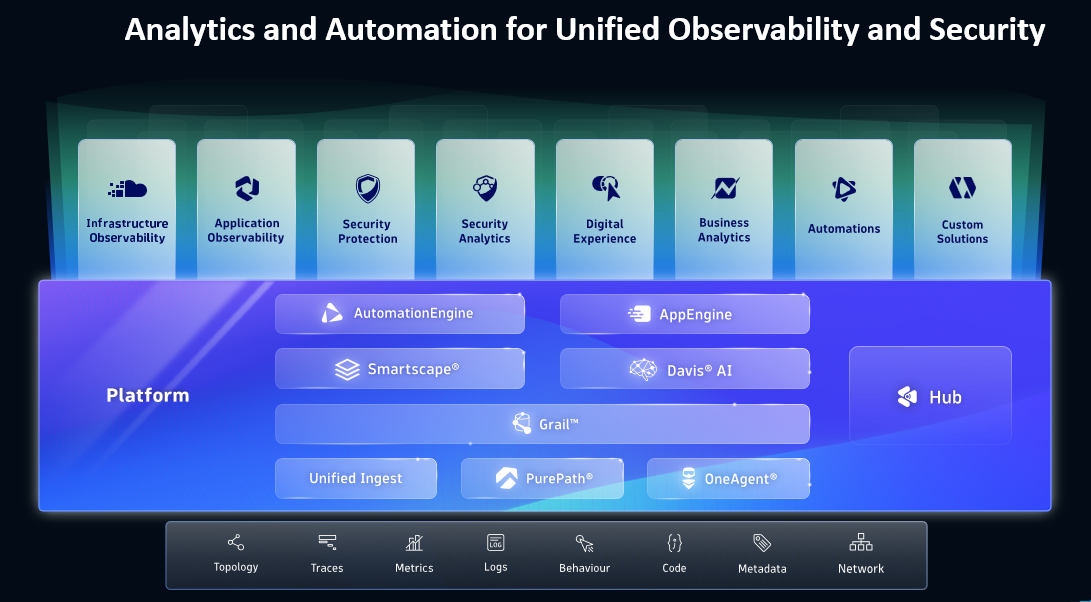 Analytics and Automation for Unified Observability and Security
Infrastructure
Observability
Application
Observability
Security
Protection
Security
Analytics
Digital
Experience
Business
Analytics
Automations
Custom
Solutions
Platform
AutomationEngine
AppEngine
Smartscape®
Davis® AI
Grail™
Unified Ingest
PurePath®
OneAgent®
Hub
Topology
Traces
Metrics
LOG
Logs
Behaviour
Code
Metadata
Network